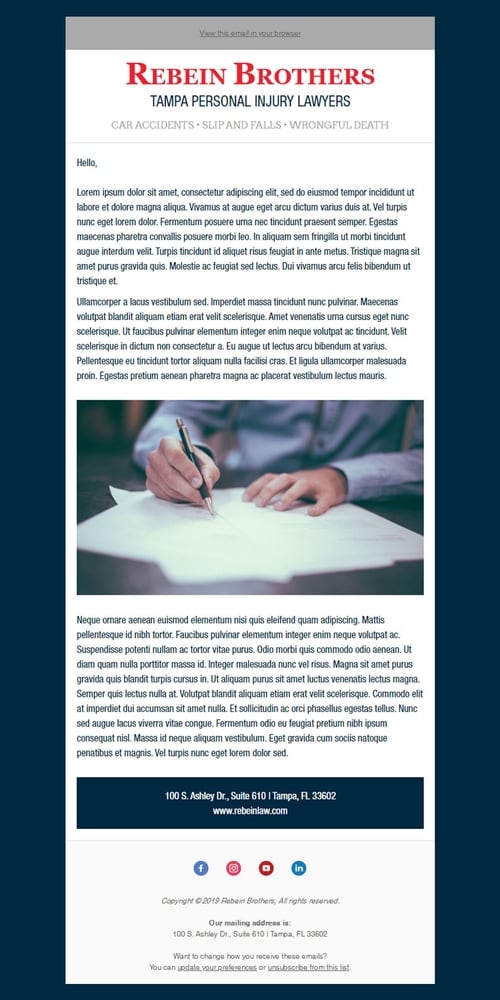 View this email in your browser
REBEIN BROTHERS
TAMPA PERSONAL INJURY LAWYERS
CAR ACCIDENTS • SLIP AND FALLS • WRONGFUL DEATH
Hello,
Lorem ipsum dolor sit amet, consectetur adipiscing elit, sed do eiusmod tempor incididunt ut
labore et dolore magna aliqua. Vivamus at augue eget arcu dictum varius duis at. Vel turpis
nunc eget lorem dolor. Fermentum posuere urna nec tincidunt praesent semper. Egestas
maecenas pharetra convallis posuere morbi leo. In aliquam sem fringilla ut morbi tincidunt
augue interdum velit. Turpis tincidunt id aliquet risus feugiat in ante metus. Tristique magna sit
amet purus gravida quis. Molestie ac feugiat sed lectus. Dui vivamus arcu felis bibendum ut
tristique et.
Ullamcorper a lacus vestibulum sed. Imperdiet massa tincidunt nunc pulvinar. Maecenas
volutpat blandit aliquam etiam erat velit scelerisque. Amet venenatis urna cursus eget nunc
scelerisque. Ut faucibus pulvinar elementum integer enim neque volutpat ac tincidunt. Velit
scelerisque in dictum non consectetur a. Eu augue ut lectus arcu bibendum at varius.
Pellentesque eu tincidunt tortor aliquam nulla facilisi cras. Et ligula ullamcorper malesuada
proin. Egestas pretium aenean pharetra magna ac placerat vestibulum lectus mauris.
Neque ornare aenean euismod elementum nisi quis eleifend quam adipiscing. Mattis
pellentesque id nibh tortor. Faucibus pulvinar elementum integer enim neque volutpat ac.
Suspendisse potenti nullam ac tortor vitae purus. Odio morbi quis commodo odio aenean. Ut
diam quam nulla porttitor massa id. Integer malesuada nunc vel risus. Magna sit amet purus
gravida quis blandit turpis cursus in. Ut aliquam purus sit amet luctus venenatis lectus magna.
Semper quis lectus nulla at. Volutpat blandit aliquam etiam erat velit scelerisque. Commodo elit
at imperdiet dui accumsan sit amet nulla. Et sollicitudin ac orci phasellus egestas tellus. Nunc
sed augue lacus viverra vitae congue. Fermentum odio eu feugiat pretium nibh ipsum
consequat nisl. Massa id neque aliquam vestibulum. Eget gravida cum sociis natoque
penatibus et magnis. Vel turpis nunc eget lorem dolor sed.
100 S. Ashley Dr., Suite 610 | Tampa, FL 33602
www.rebeinlaw.com
Copyright © 2019 Rebein Brothers, All rights reserved.
Our mailing address is:
100 S. Ashley Dr., Suite 610 | Tampa, FL 33602
Want to change how you receive these emails?
You can update your preferences or unsubscribe from this list.